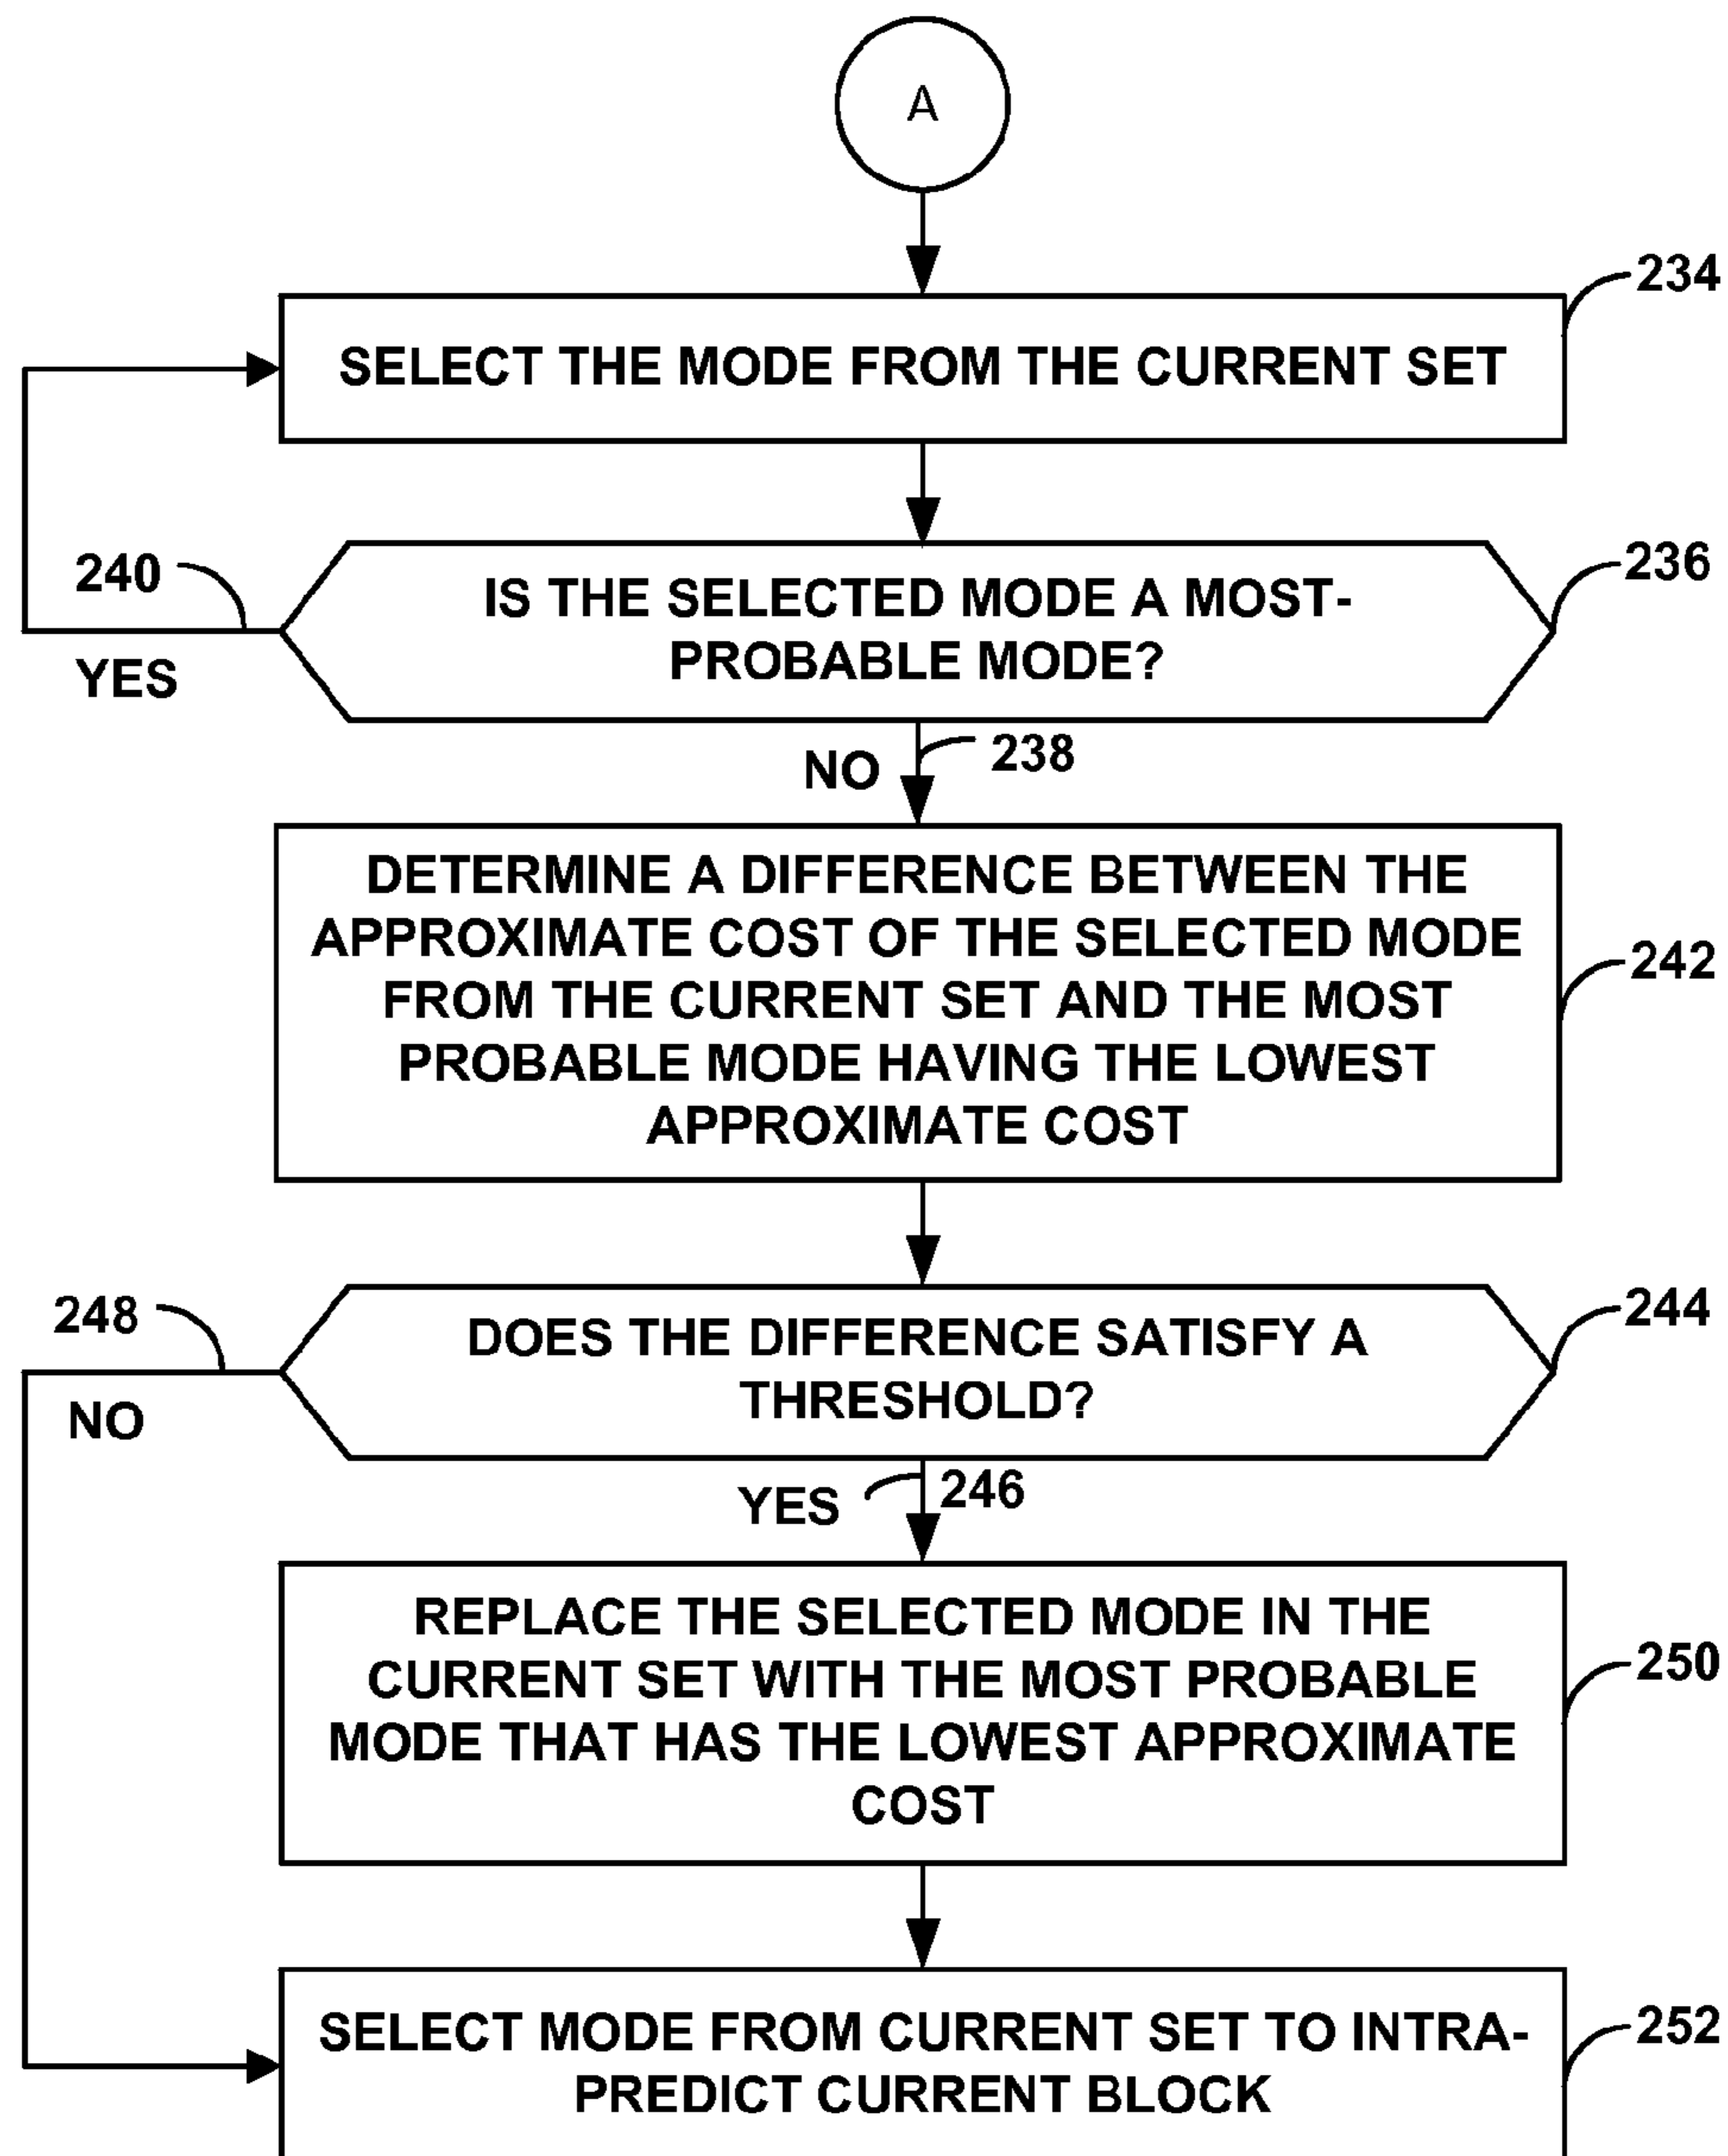 A
234
SELECT THE MODE FROM THE CURRENT SET
240
236
IS THE SELECTED MODE A MOST-
PROBABLE MODE?
YES
NO
238
DETERMINE A DIFFERENCE BETWEEN THE
APPROXIMATE COST OF THE SELECTED MODE
FROM THE CURRENT SET AND THE MOST
PROBABLE MODE HAVING THE LOWEST
APPROXIMATE COST
242
248
244
DOES THE DIFFERENCE SATISFY A
THRESHOLD?
NO
YES
246
REPLACE THE SELECTED MODE IN THE
CURRENT SET WITH THE MOST PROBABLE
MODE THAT HAS THE LOWEST APPROXIMATE
COST
250
SELECT MODE FROM CURRENT SET TO INTRA-
PREDICT CURRENT BLOCK
252